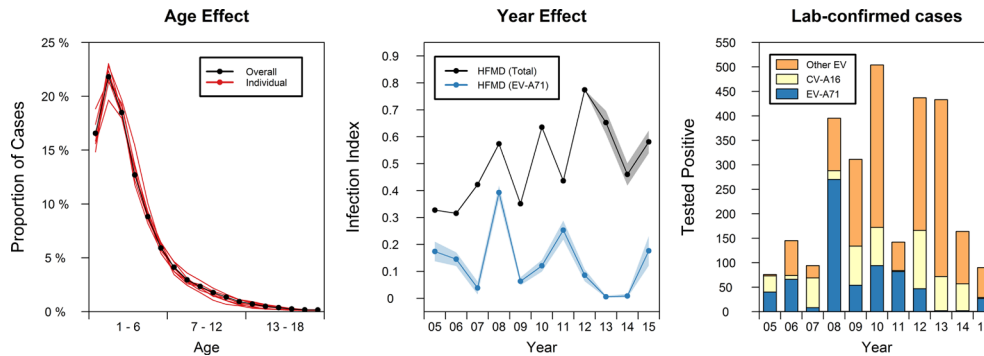 Age Effect
25 %
20 %
15 %
10 %
5 %
0 %
Proportion of Cases
Overall
Individual
1 - 6
7 - 12
13 - 18
Age
Year Effect
0.9
0.8
0.7
0.6
0.5
0.4
0.3
0.2
0.1
0
Infection Index
HFMD (Total)
HFMD (EV-A71)
05 06 07 08 09 10 11 12 13 14 15
Year
Lab-confirmed cases
550
500
450
400
350
300
250
200
150
100
50
0
Tested Positive
Other EV
CV-A16
EV-A71
05 06 07 08 09 10 11 12 13 14
Year